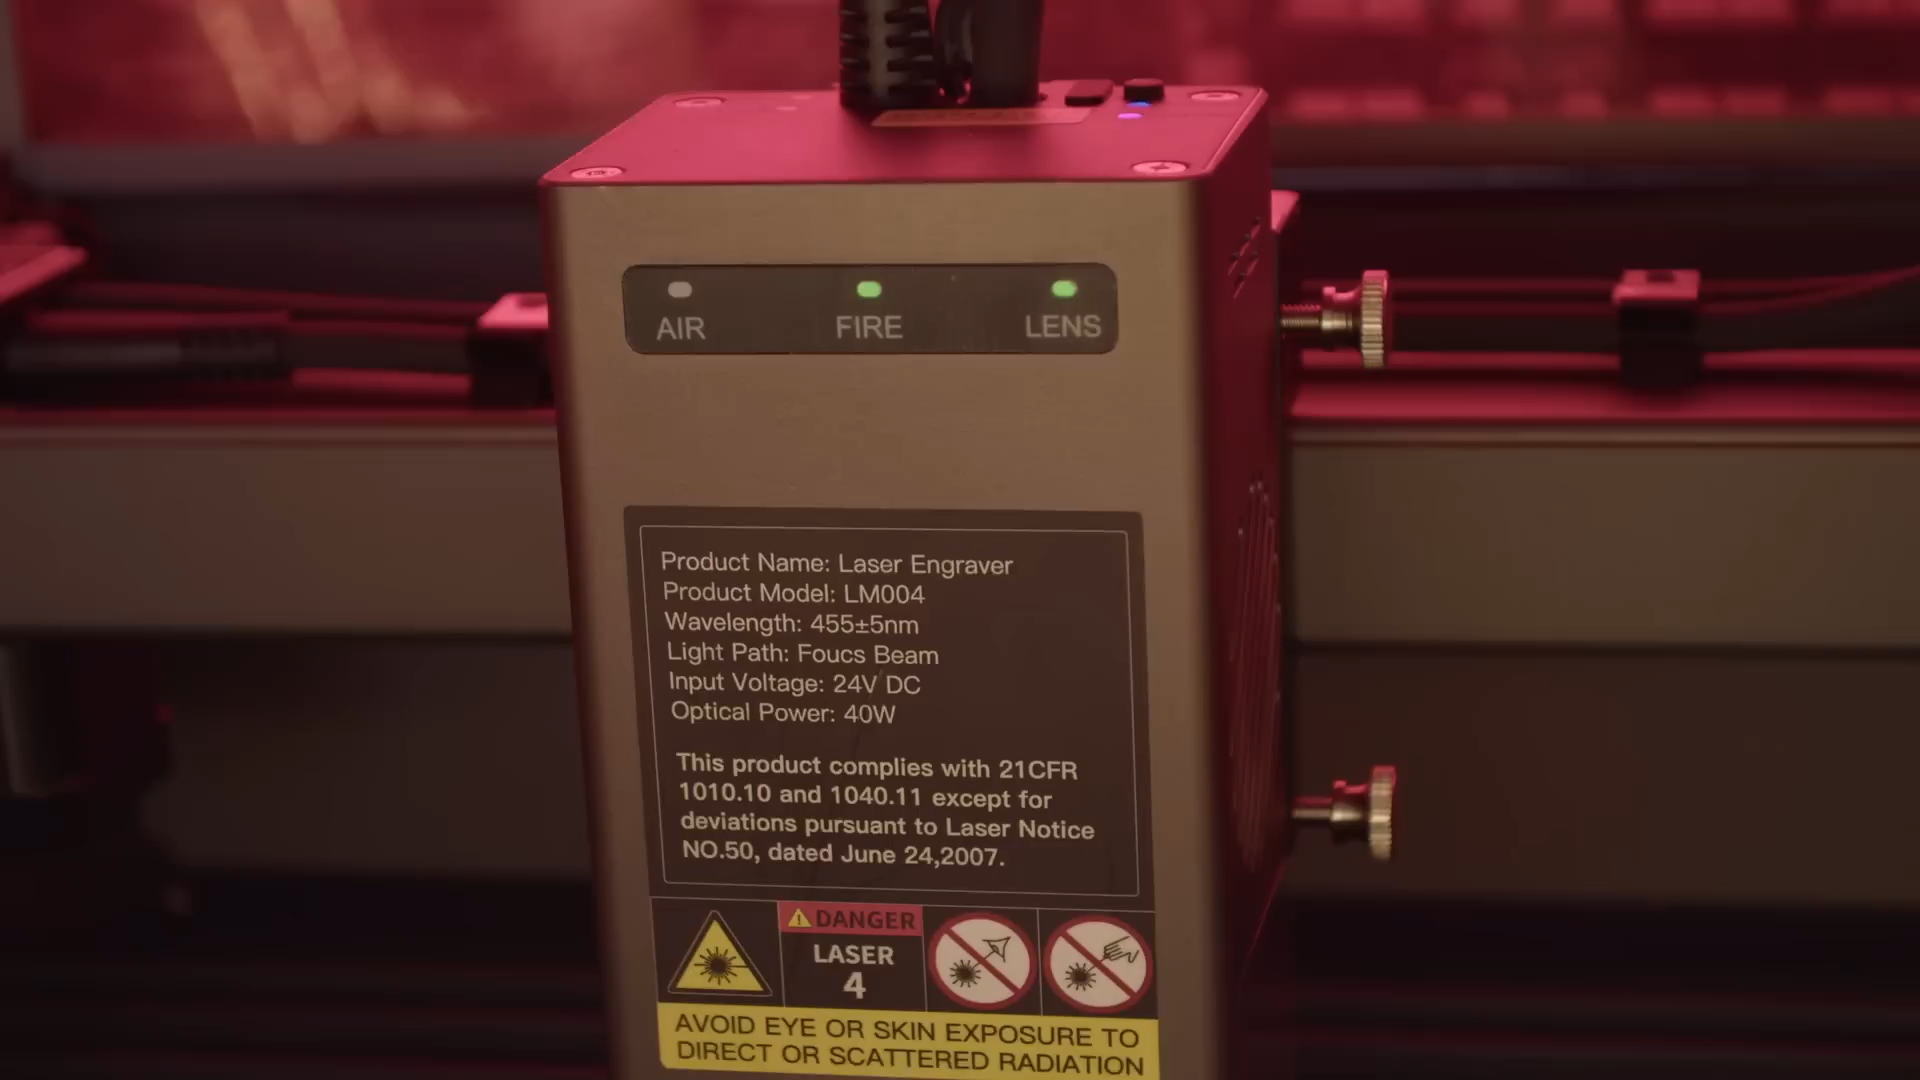 AIR FIRE LENS
Product Name: Laser Engraver
Product Model: LM004
Wavelength: 455±5nm
Light Path: Foucs Beam
Input Voltage: 24V DC
Optical Power: 40W
This product complies with 21CFR
1010.10 and 1040.11 except for
deviations pursuant to Laser Notice
NO.50, dated June 24,2007.
DANGER
LASER
4
AVOID EYE OR SKIN EXPOSURE TO
DIRECT OR SCATTERED RADIATION